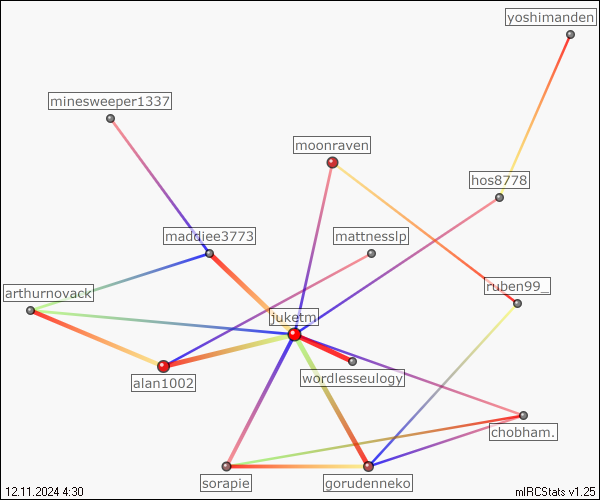 yoshimanden
minesweeper1337
moonraven
hos8778
maddiee3773
mattnesslp
arthurnovack
ruben99_
juketm
alan1002
wordlesseulogy
chobham.
sorapie
gorudenneko
12.11.2024 4:30
mIRCStats v1.25